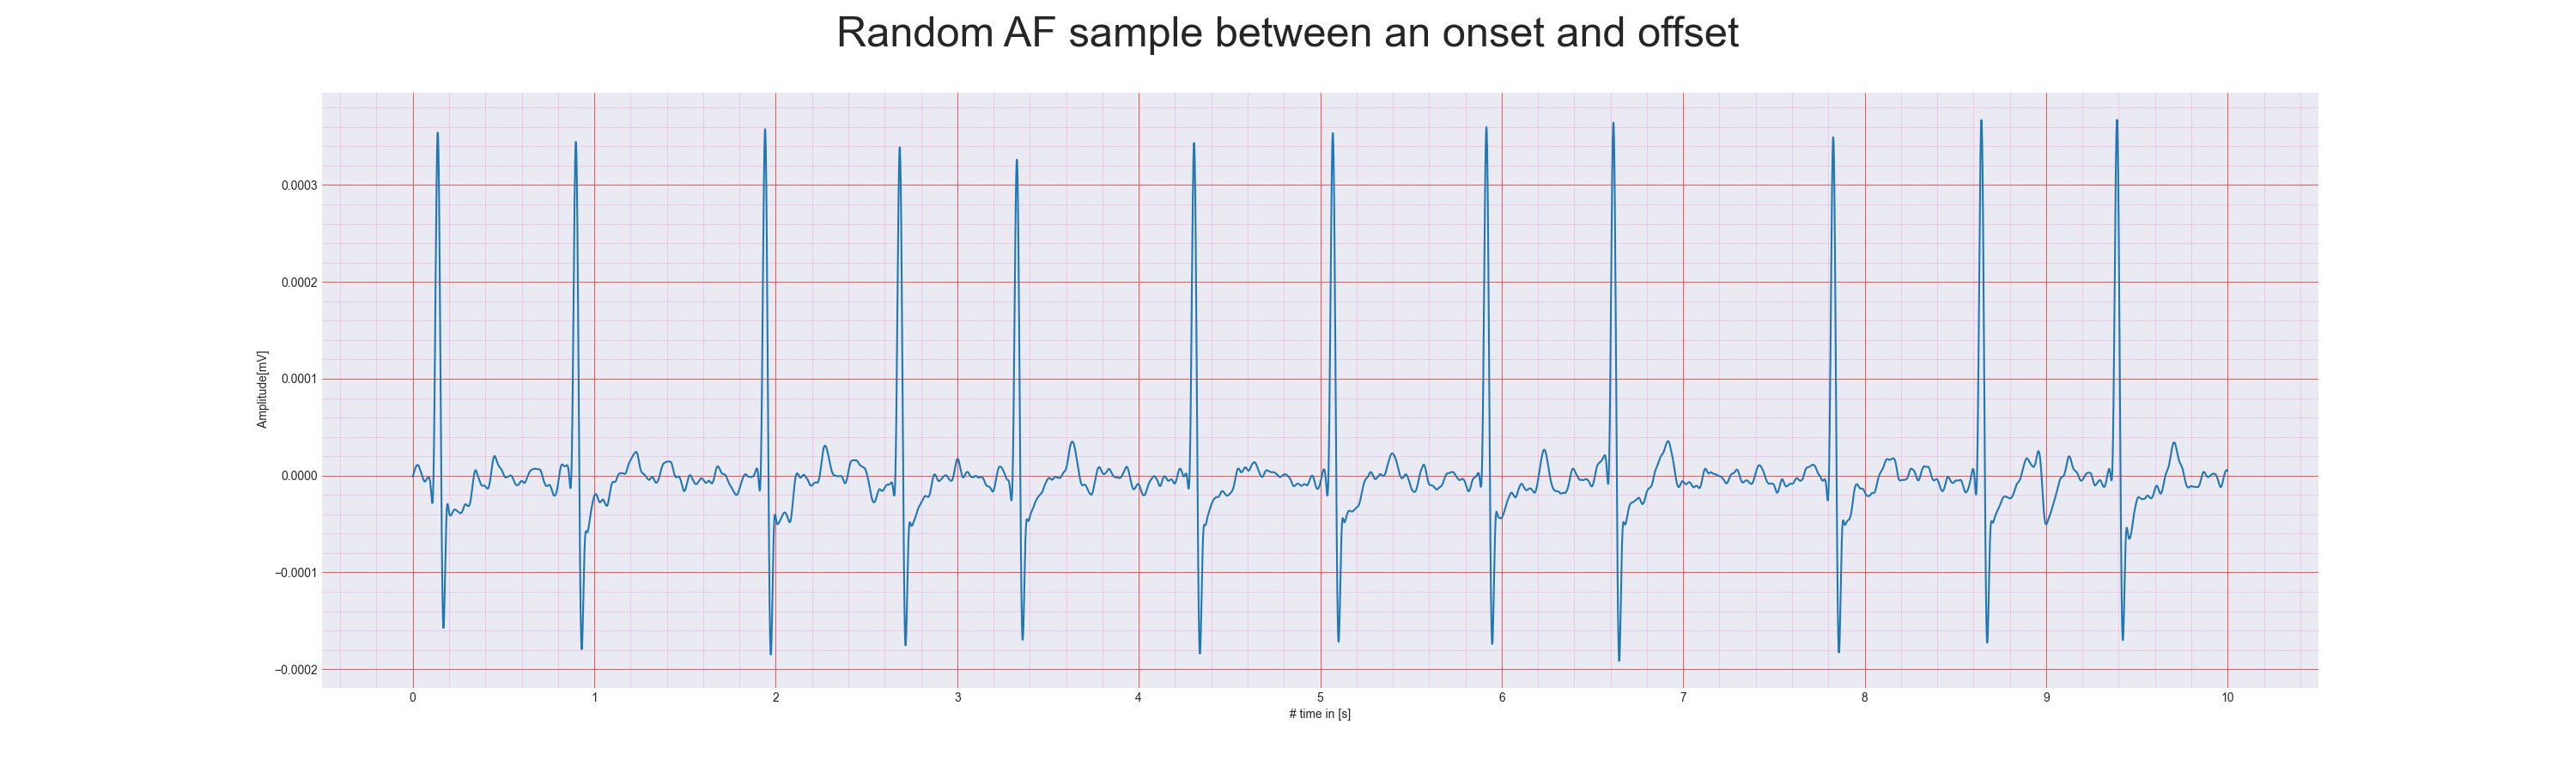 Random AF sample between an onset and offset
Amplitude[mV]
0.0003
0.0002
0.0001
0.0000
−0.0001
−0.0002
0 1 2 3 4 5 6 7 8 9 10
# time in [s]